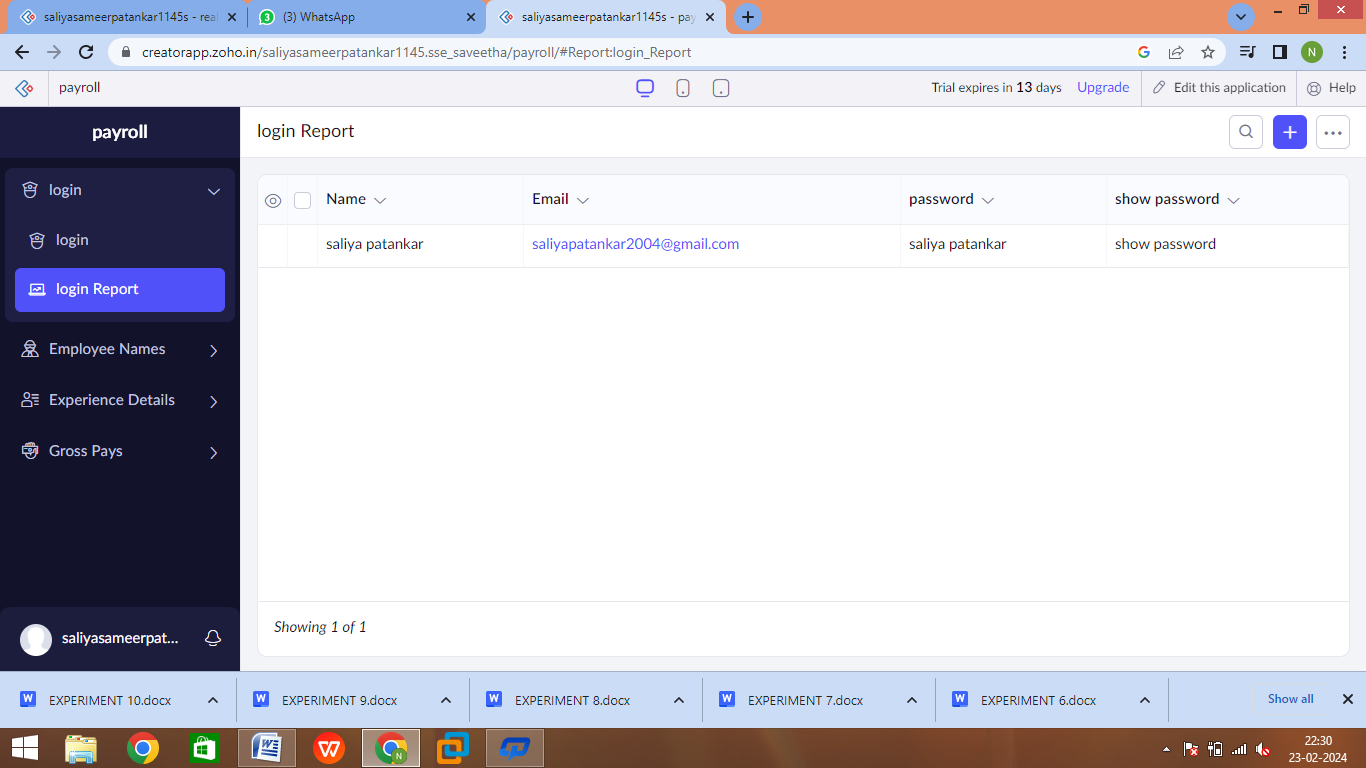 saliyasameerpatankar1145s - real
(3) WhatsApp
saliyasameerpatankar1145s - pay
creatorapp.zoho.in/saliyasameerpatankar1145.sse_saveetha/payroll/#Report:login_Report
N
payroll
Trial expires in 13 days
Upgrade
Edit this application
Help
payroll
login
login
login Report
Employee Names
Experience Details
Gross Pays
saliyasameerpat...
login Report
Name Email password show password
saliya patankar saliyapatankar2004@gmail.com saliya patankar show password
Showing 1 of 1
EXPERIMENT 10.docx
EXPERIMENT 9.docx
EXPERIMENT 8.docx
EXPERIMENT 7.docx
EXPERIMENT 6.docx
Show all
22:30
23-02-2024